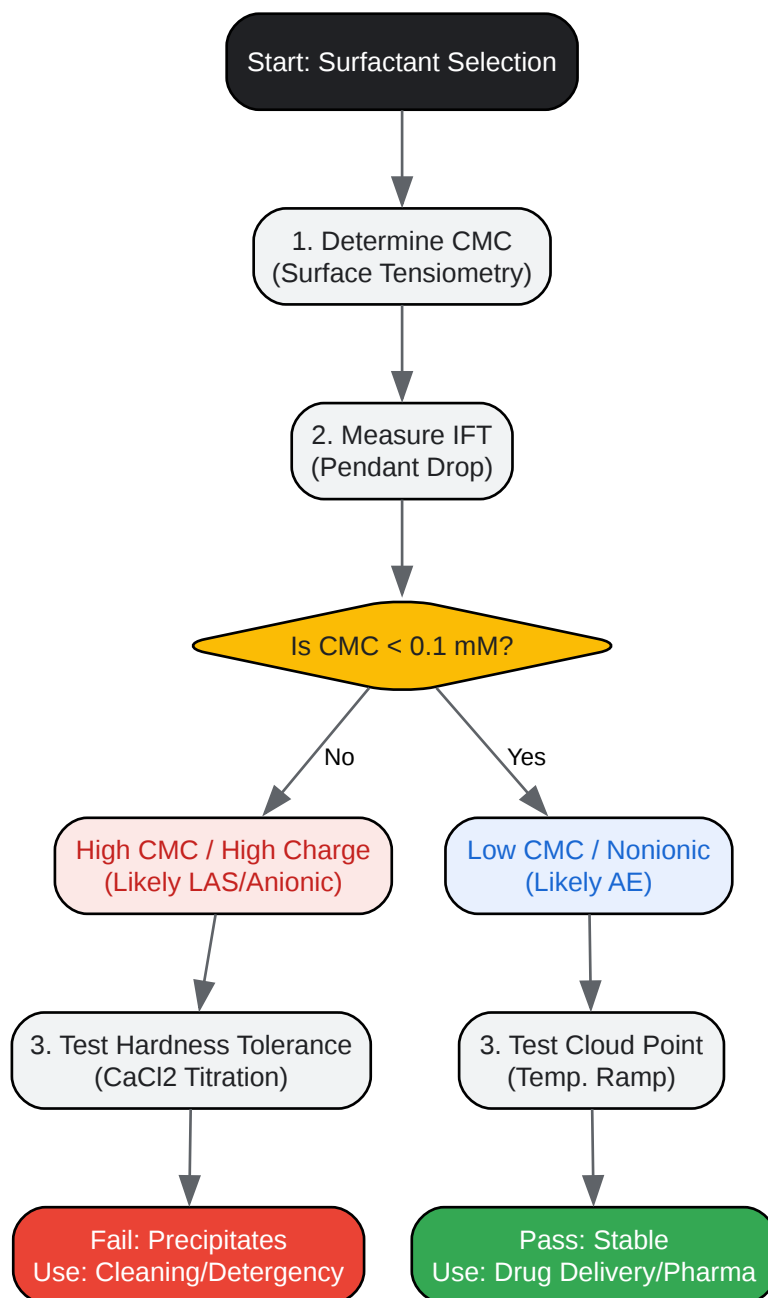 Start: Surfactant Selection
1. Determine CMC
(Surface Tensiometry)
2. Measure IFT
(Pendant Drop)
Is CMC < 0.1 mM?
No
Yes
High CMC / High Charge
(Likely LAS/Anionic)
Low CMC / Nonionic
(Likely AE)
3. Test Hardness Tolerance
(CaCl2 Titration)
3. Test Cloud Point
(Temp. Ramp)
Fail: Precipitates
Use: Cleaning/Detergency
Pass: Stable
Use: Drug Delivery/Pharma